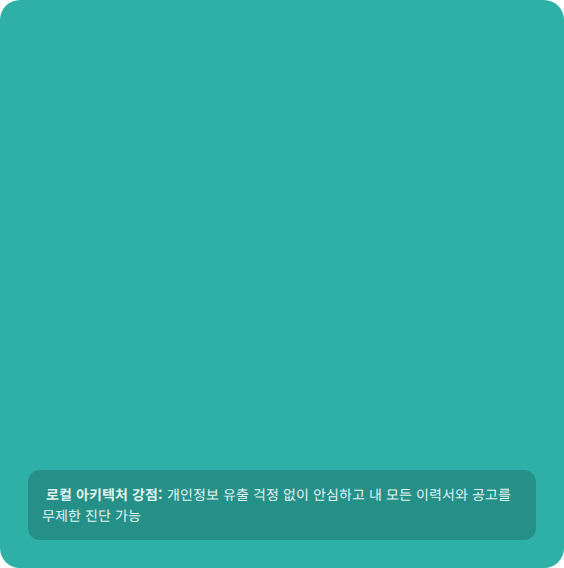 로컬 아키텍처 강점: 개인정보 유출 걱정 없이 안심하고 내 모든 이력서와 공고를
무제한 진단 가능